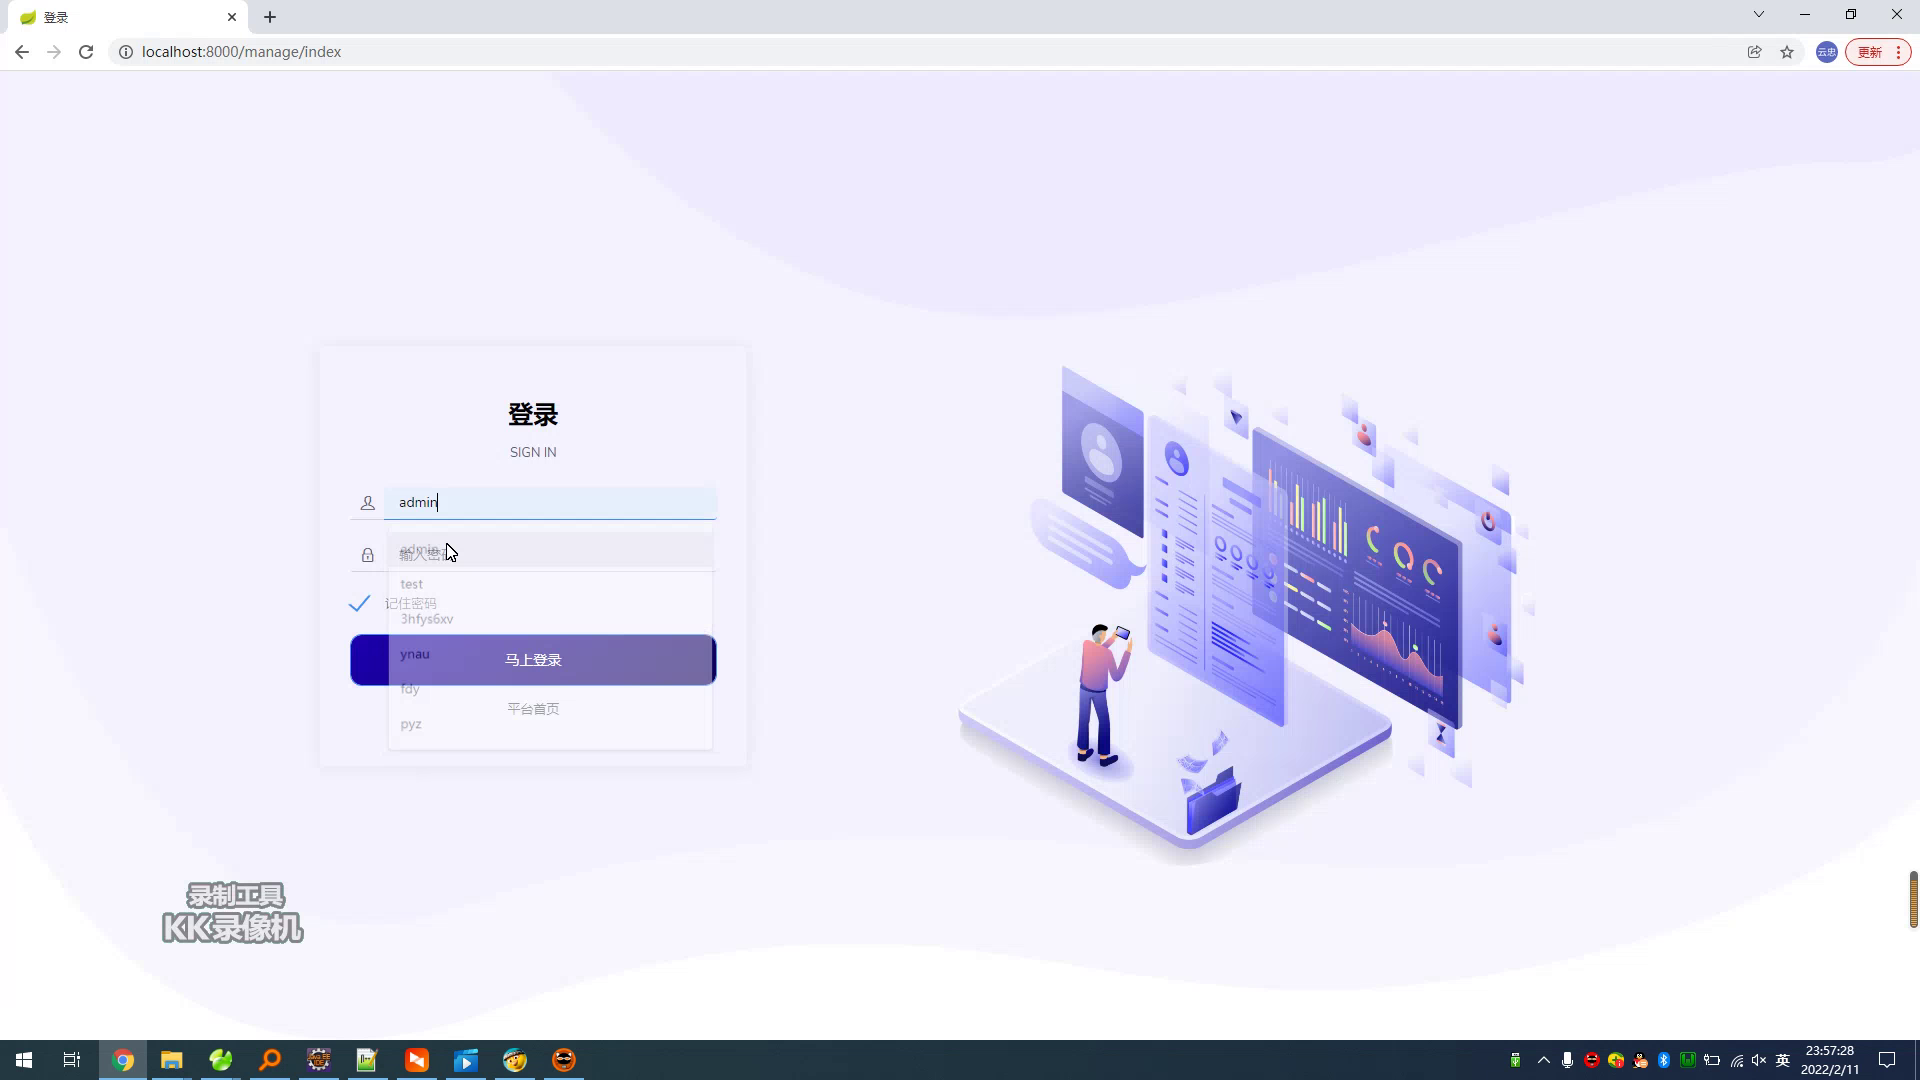 登录
localhost:8000/manage/index
云忠
更新
登录
SIGN IN
admin
admin
输入密码
test
记住密码
3hfys6xv
ynau
马上登录
fdy
平台首页
pyz
录制工具
KK录像机
英
23:57:28
2022/2/11